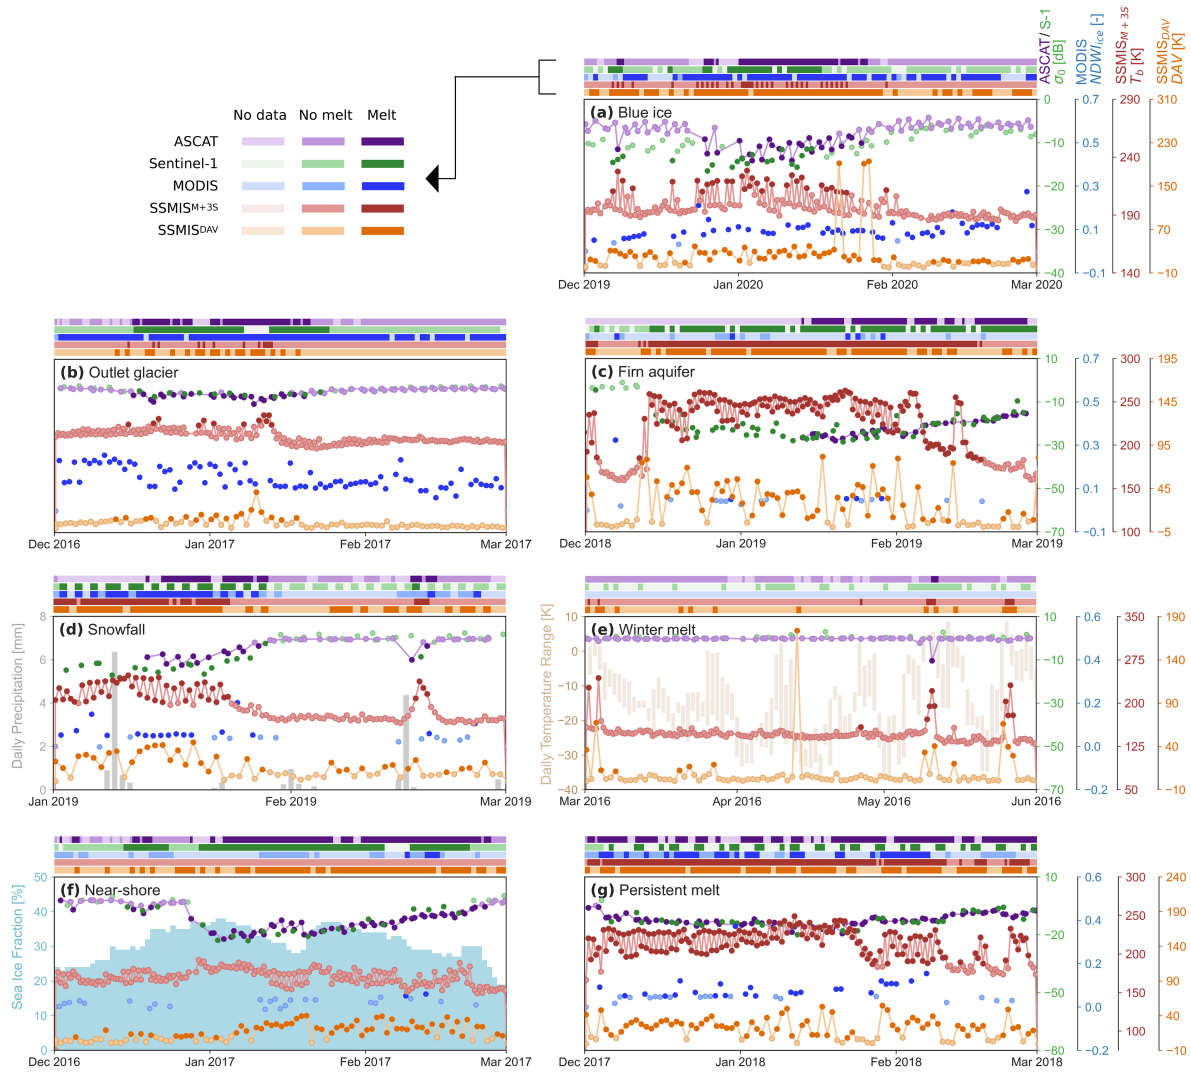 ASCAT/ S-1
σ0 [dB]
MODIS
NDWIice [-]
SSMISM+3S
Tb [K]
SSMISDAV
DAV [K]
No data No melt Melt
ASCAT
Sentinel-1
MODIS
SSMISM+3S
SSMISDAV
(a) Blue ice
0 0.7 290 310
−10 0.5 240 230
−20 0.3 150
−30 0.1 190 70
−40 −0.1 140 −10
Dec 2019 Jan 2020 Feb 2020 Mar 2020
(b) Outlet glacier
Dec 2016 Jan 2017 Feb 2017 Mar 2017
(c) Firn aquifer
10 0.7 300 195
−10 0.5 250 145
−30 0.3 200 95
−50 0.1 150 45
−70 −0.1 100 −5
Dec 2018 Jan 2019 Feb 2019 Mar 2019
(d) Snowfall
Daily Precipitation [mm]
8
6
4
2
0
Jan 2019 Feb 2019 Mar 2019
(e) Winter melt
Daily Temperature Range [K]
10
0
−10
−20
−30
−40
10 0.6 350 190
−10 0.4 275 140
90
−30 0.2 200
40
−50 0.0 125
−70 −0.2 50 −10
Mar 2016 Apr 2016 May 2016 Jun 2016
(f) Near-shore
Sea Ice Fraction [%]
50
40
30
20
10
0
Dec 2016 Jan 2017 Feb 2017 Mar 2017
(g) Persistent melt
10 0.6 300 240
−20 0.4 250 190
140
0.2 200
−50 0.0 150 90
100 40
−80 −0.2 −10
Dec 2017 Jan 2018 Feb 2018 Mar 2018